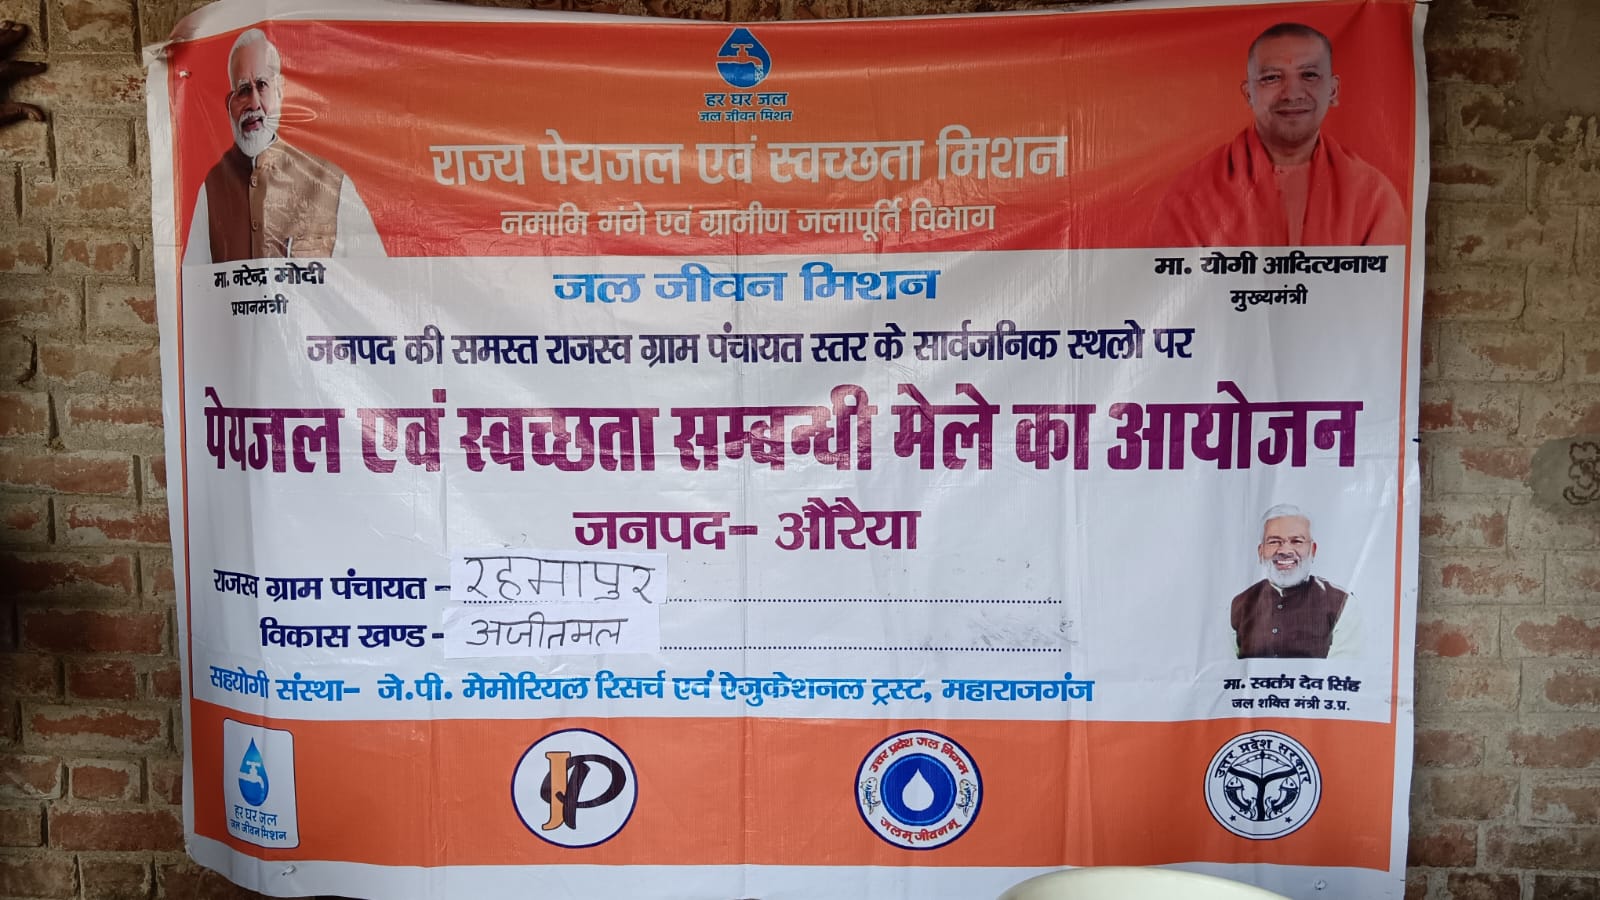 हर घर जल
जल जीवन मिशन
राज्य पेयजल एवं स्वच्छता मिशन
नमामि गंगे एवं ग्रामीण जलापूर्ति विभाग
मा. नरेन्द्र मोदी
प्रधानमंत्री
जल जीवन मिशन
मा. योगी आदित्यनाथ
मुख्यमंत्री
जनपद की समस्त राजस्व ग्राम पंचायत स्तर के सार्वजनिक स्थलो पर
पेयजल एवं स्वच्छता सम्बन्धी मेले का आयोजन
जनपद- औरैया
राजस्व ग्राम पंचायत - रहमापुर
विकास खण्ड - अजीतमल
सहयोगी संस्था- जे.पी. मेमोरियल रिसर्च एवं ऐजुकेशनल ट्रस्ट, महाराजगंज
मा. स्वतंत्र देव सिंह
जल शक्ति मंत्री उ.प्र.
हर घर जल
जल जीवन मिशन
JP
उत्तर प्रदेश जल निगम
जलम् जीवनम्
उत्तर प्रदेश सरकार